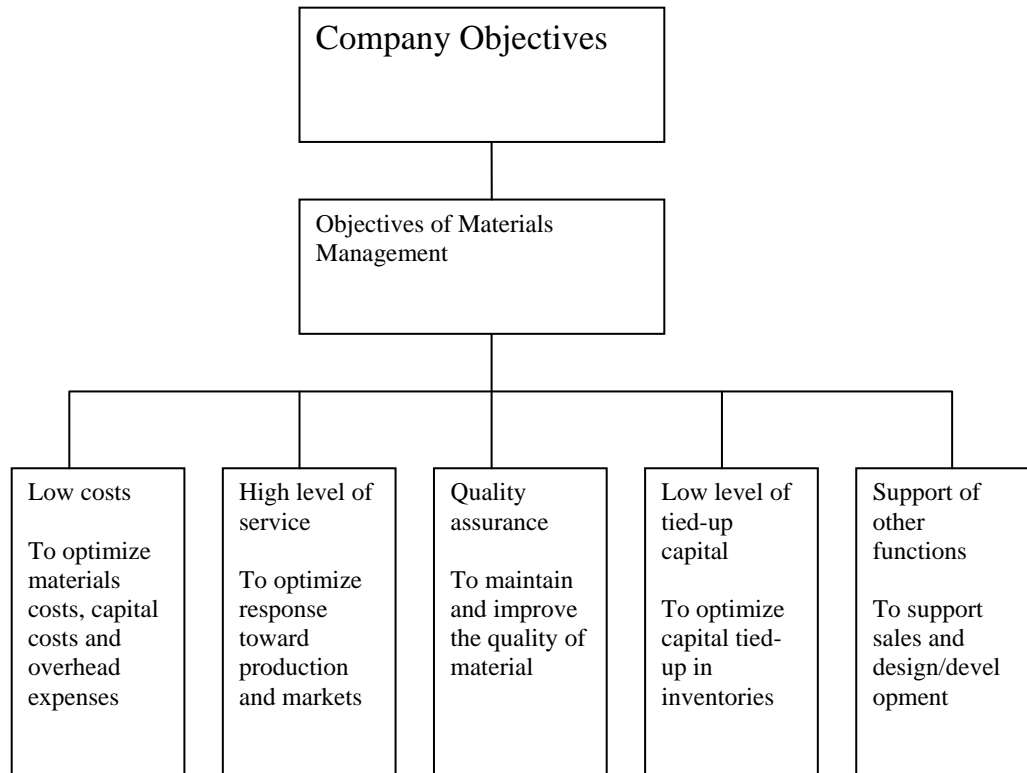 Company Objectives
Objectives of Materials
Management
Low costs
To optimize
materials
costs, capital
costs and
overhead
expenses
High level of
service
To optimize
response
toward
production
and markets
Quality
assurance
To maintain
and improve
the quality of
material
Low level of
tied-up
capital
To optimize
capital tied-
up in
inventories
Support of
other
functions
To support
sales and
design/devel
opment